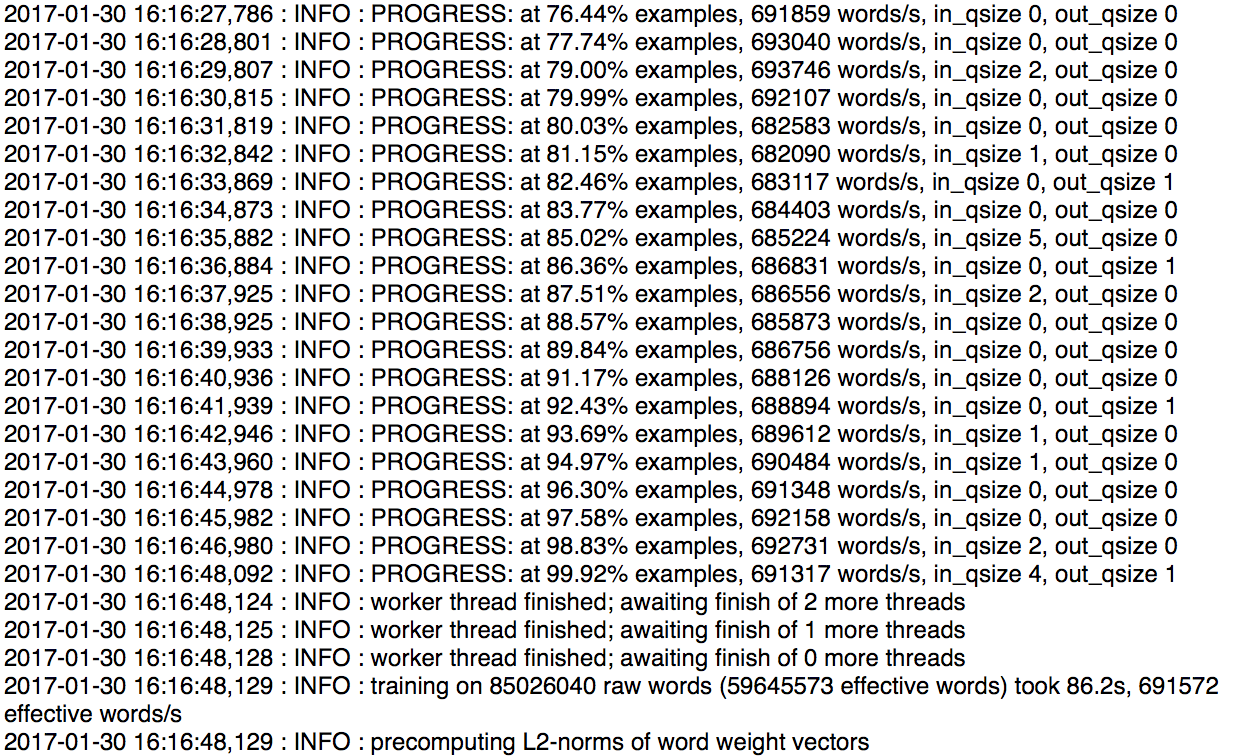 2017-01-30 16:16:27,786 : INFO : PROGRESS: at 76.44% examples, 691859 words/s, in_qsize 0, out_qsize 0
2017-01-30 16:16:28,801 : INFO : PROGRESS: at 77.74% examples, 693040 words/s, in_qsize 0, out_qsize 0
2017-01-30 16:16:29,807 : INFO : PROGRESS: at 79.00% examples, 693746 words/s, in_qsize 2, out_qsize 0
2017-01-30 16:16:30,815 : INFO : PROGRESS: at 79.99% examples, 692107 words/s, in_qsize 0, out_qsize 0
2017-01-30 16:16:31,819 : INFO : PROGRESS: at 80.03% examples, 682583 words/s, in_qsize 0, out_qsize 0
2017-01-30 16:16:32,842 : INFO : PROGRESS: at 81.15% examples, 682090 words/s, in_qsize 1, out_qsize 0
2017-01-30 16:16:33,869 : INFO : PROGRESS: at 82.46% examples, 683117 words/s, in_qsize 0, out_qsize 1
2017-01-30 16:16:34,873 : INFO : PROGRESS: at 83.77% examples, 684403 words/s, in_qsize 0, out_qsize 0
2017-01-30 16:16:35,882 : INFO : PROGRESS: at 85.02% examples, 685224 words/s, in_qsize 5, out_qsize 0
2017-01-30 16:16:36,884 : INFO : PROGRESS: at 86.36% examples, 686831 words/s, in_qsize 0, out_qsize 1
2017-01-30 16:16:37,925 : INFO : PROGRESS: at 87.51% examples, 686556 words/s, in_qsize 2, out_qsize 0
2017-01-30 16:16:38,925 : INFO : PROGRESS: at 88.57% examples, 685873 words/s, in_qsize 0, out_qsize 0
2017-01-30 16:16:39,933 : INFO : PROGRESS: at 89.84% examples, 686756 words/s, in_qsize 0, out_qsize 0
2017-01-30 16:16:40,936 : INFO : PROGRESS: at 91.17% examples, 688126 words/s, in_qsize 0, out_qsize 0
2017-01-30 16:16:41,939 : INFO : PROGRESS: at 92.43% examples, 688894 words/s, in_qsize 0, out_qsize 1
2017-01-30 16:16:42,946 : INFO : PROGRESS: at 93.69% examples, 689612 words/s, in_qsize 1, out_qsize 0
2017-01-30 16:16:43,960 : INFO : PROGRESS: at 94.97% examples, 690484 words/s, in_qsize 1, out_qsize 0
2017-01-30 16:16:44,978 : INFO : PROGRESS: at 96.30% examples, 691348 words/s, in_qsize 0, out_qsize 0
2017-01-30 16:16:45,982 : INFO : PROGRESS: at 97.58% examples, 692158 words/s, in_qsize 0, out_qsize 0
2017-01-30 16:16:46,980 : INFO : PROGRESS: at 98.83% examples, 692731 words/s, in_qsize 2, out_qsize 0
2017-01-30 16:16:48,092 : INFO : PROGRESS: at 99.92% examples, 691317 words/s, in_qsize 4, out_qsize 1
2017-01-30 16:16:48,124 : INFO : worker thread finished; awaiting finish of 2 more threads
2017-01-30 16:16:48,125 : INFO : worker thread finished; awaiting finish of 1 more threads
2017-01-30 16:16:48,128 : INFO : worker thread finished; awaiting finish of 0 more threads
2017-01-30 16:16:48,129 : INFO : training on 85026040 raw words (59645573 effective words) took 86.2s, 691572
effective words/s
2017-01-30 16:16:48,129 : INFO : precomputing L2-norms of word weight vectors